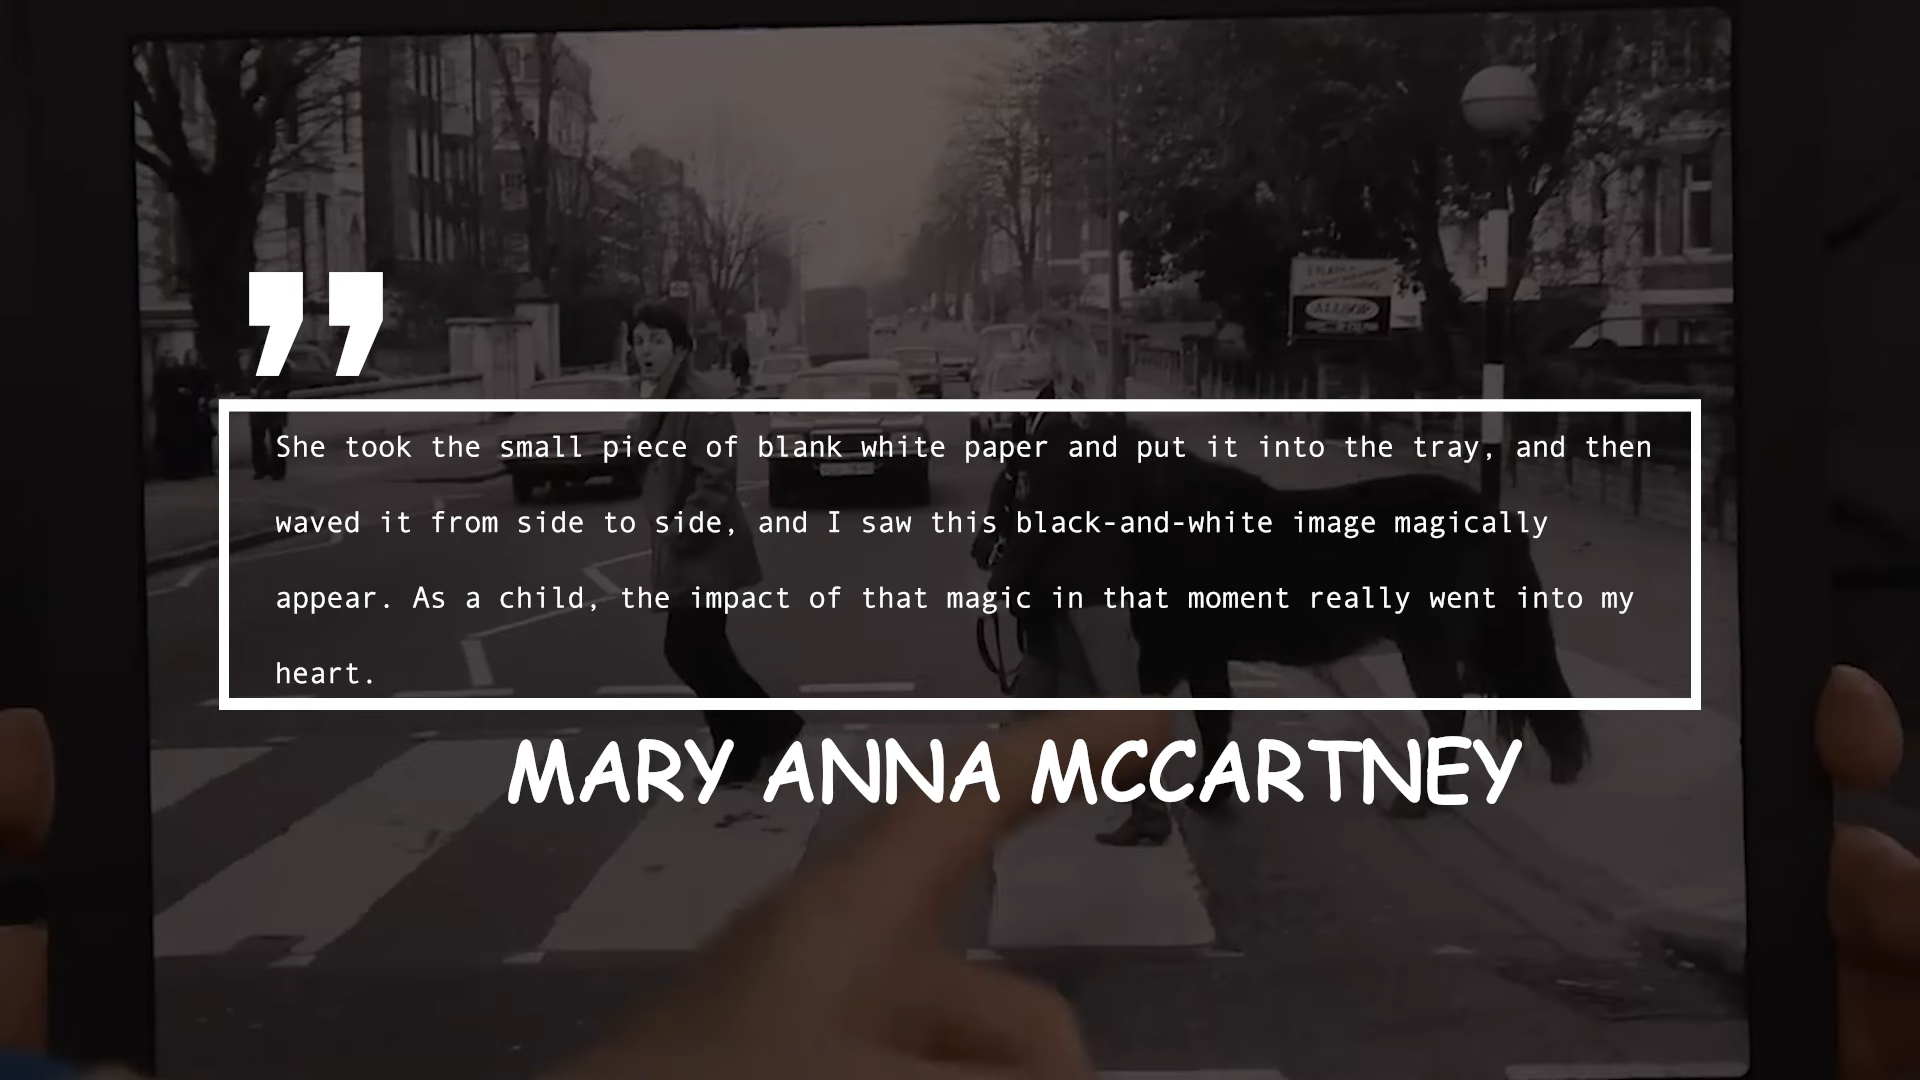 ”
She took the small piece of blank white paper and put it into the tray, and then
waved it from side to side, and I saw this black-and-white image magically
appear. As a child, the impact of that magic in that moment really went into my
heart.
MARY ANNA MCCARTNEY
ALLSOP